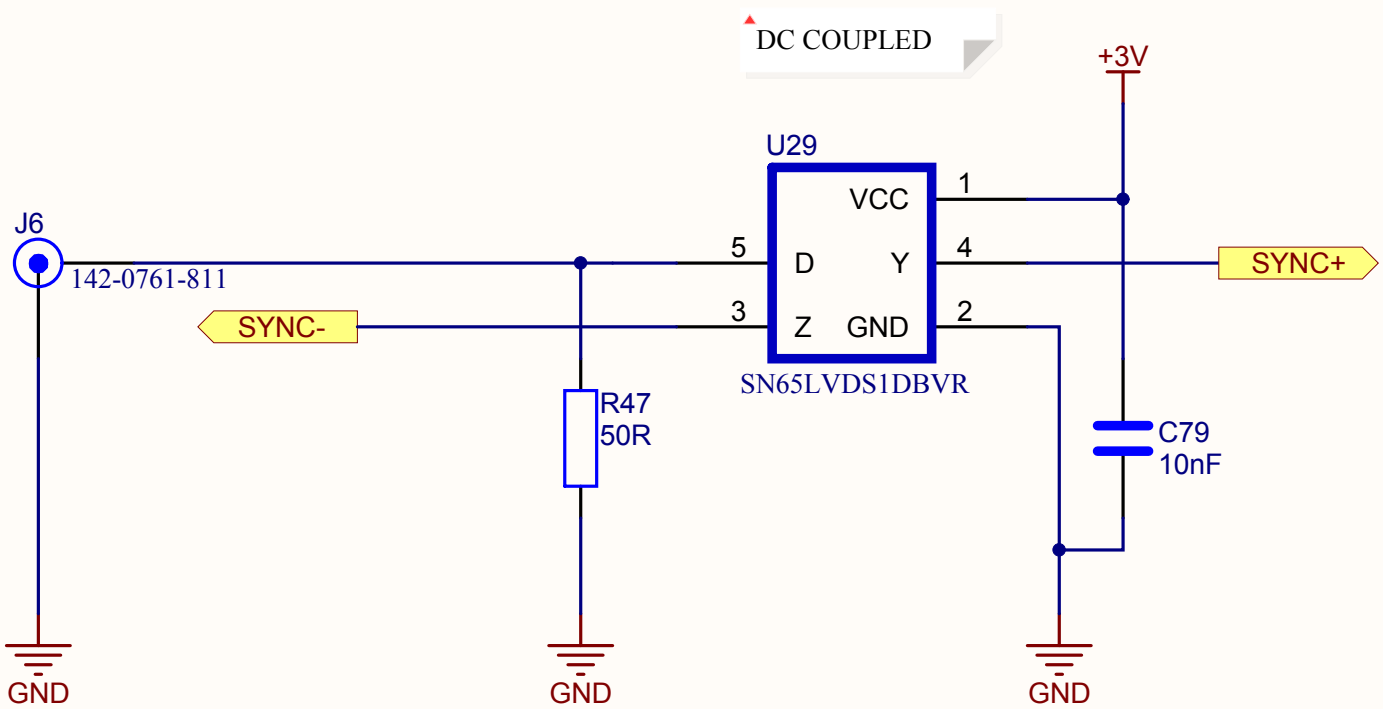 DC COUPLED
+3V
U29
J6
142-0761-811
5
D
VCC
1
Y
4
SYNC+
SYNC-
3
Z
GND
2
SN65LVDS1DBVR
R47
50R
C79
10nF
GND
GND
GND